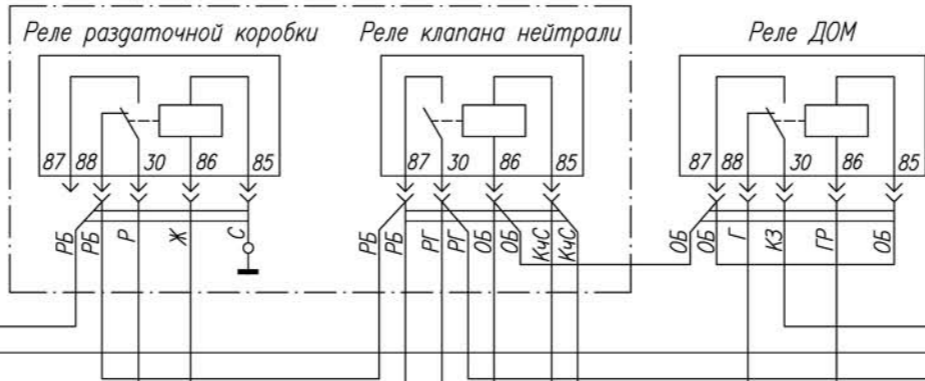 Реле раздаточной коробки
Реле клапана нейтрали
Реле ДОМ
87 88 30 86 85
87 30 86 85
87 88 30 86 85
РБ РБ Р Ж С
РБ РБ РГ РГ ОБ ОБ КчС КчС
ОБ ОБ Г КЗ ГР ОБ